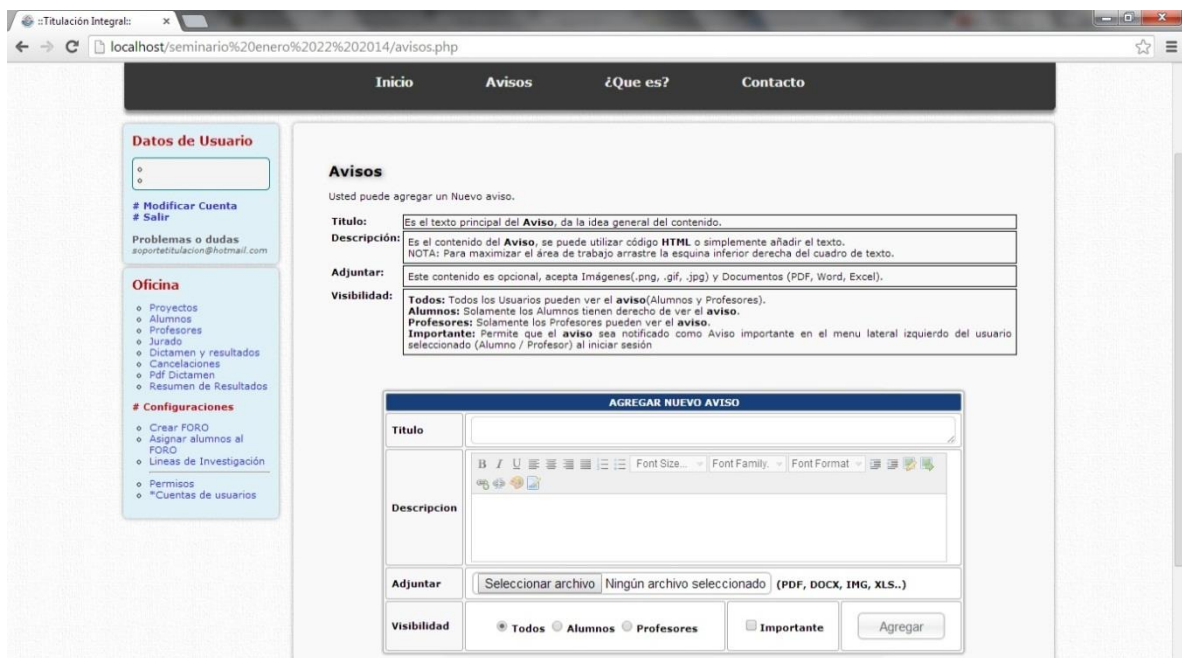 ::Titulación Integral::
localhost/seminario%20enero%2022%202014/avisos.php
Inicio Avisos ¿Que es? Contacto
Datos de Usuario
# Modificar Cuenta
# Salir
Problemas o dudas
soportetitulacion@hotmail.com
Oficina
Proyectos
Alumnos
Profesores
Jurado
Dictamen y resultados
Cancelaciones
Pdf Dictamen
Resumen de Resultados
# Configuraciones
Crear FORO
Asignar alumnos al
FORO
Lineas de Investigación
Permisos
*Cuentas de usuarios
Avisos
Usted puede agregar un Nuevo aviso.
Titulo: Es el texto principal del Aviso, da la idea general del contenido.
Descripción: Es el contenido del Aviso, se puede utilizar código HTML o simplemente añadir el texto.
NOTA: Para maximizar el área de trabajo arrastre la esquina inferior derecha del cuadro de texto.
Adjuntar: Este contenido es opcional, acepta Imágenes(.png, .gif, .jpg) y Documentos (PDF, Word, Excel).
Visibilidad: Todos: Todos los Usuarios pueden ver el aviso(Alumnos y Profesores).
Alumnos: Solamente los Alumnos tienen derecho de ver el aviso.
Profesores: Solamente los Profesores pueden ver el aviso.
Importante: Permite que el aviso sea notificado como Aviso importante en el menu lateral izquierdo del usuario
seleccionado (Alumno / Profesor) al iniciar sesión
AGREGAR NUEVO AVISO
Titulo
Descripcion
B I U Font Size... Font Family. Font Format
Adjuntar Seleccionar archivo Ningún archivo seleccionado (PDF, DOCX, IMG, XLS..)
Visibilidad Todos Alumnos Profesores Importante Agregar